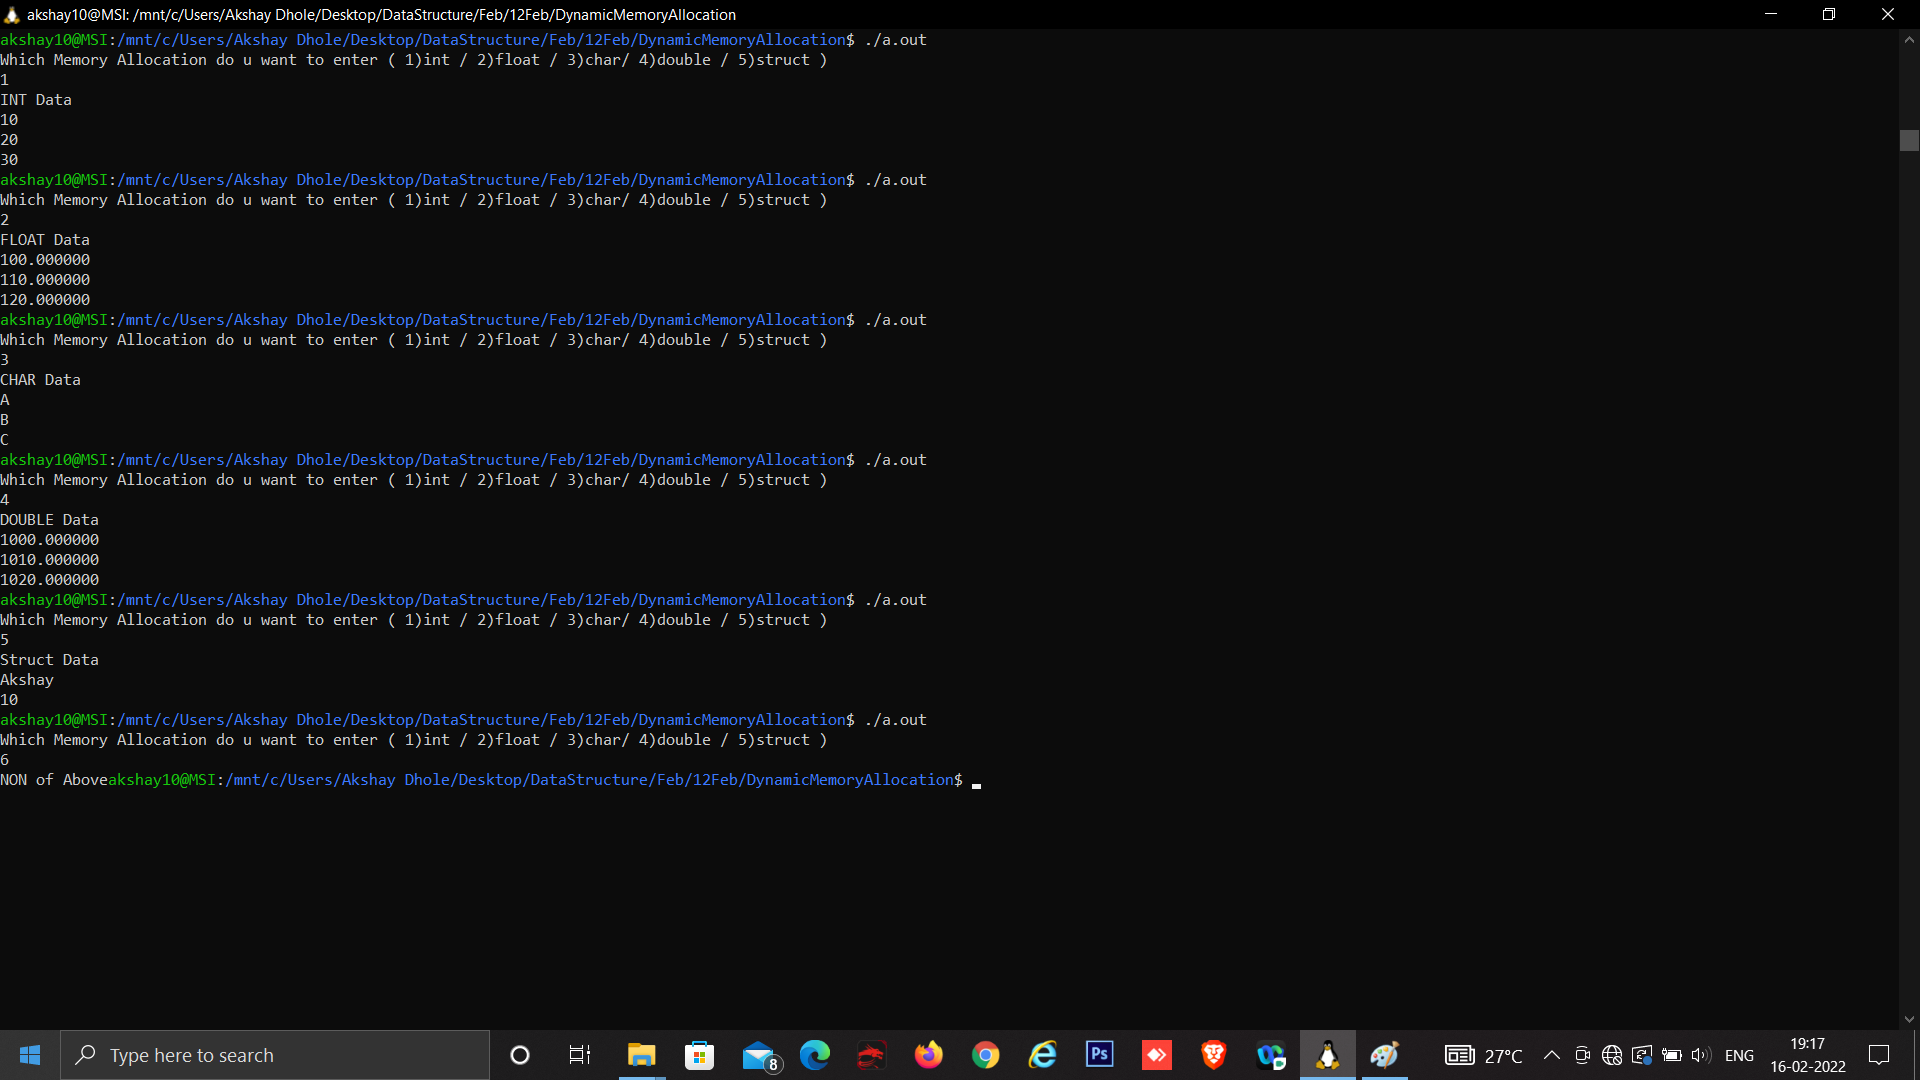 akshay10@MSI: /mnt/c/Users/Akshay Dhole/Desktop/DataStructure/Feb/12Feb/DynamicMemoryAllocation
akshay10@MSI:/mnt/c/Users/Akshay Dhole/Desktop/DataStructure/Feb/12Feb/DynamicMemoryAllocation$ ./a.out
Which Memory Allocation do u want to enter ( 1)int / 2)float / 3)char/ 4)double / 5)struct )
1
INT Data
10
20
30
akshay10@MSI:/mnt/c/Users/Akshay Dhole/Desktop/DataStructure/Feb/12Feb/DynamicMemoryAllocation$ ./a.out
Which Memory Allocation do u want to enter ( 1)int / 2)float / 3)char/ 4)double / 5)struct )
2
FLOAT Data
100.000000
110.000000
120.000000
akshay10@MSI:/mnt/c/Users/Akshay Dhole/Desktop/DataStructure/Feb/12Feb/DynamicMemoryAllocation$ ./a.out
Which Memory Allocation do u want to enter ( 1)int / 2)float / 3)char/ 4)double / 5)struct )
3
CHAR Data
A
B
C
akshay10@MSI:/mnt/c/Users/Akshay Dhole/Desktop/DataStructure/Feb/12Feb/DynamicMemoryAllocation$ ./a.out
Which Memory Allocation do u want to enter ( 1)int / 2)float / 3)char/ 4)double / 5)struct )
4
DOUBLE Data
1000.000000
1010.000000
1020.000000
akshay10@MSI:/mnt/c/Users/Akshay Dhole/Desktop/DataStructure/Feb/12Feb/DynamicMemoryAllocation$ ./a.out
Which Memory Allocation do u want to enter ( 1)int / 2)float / 3)char/ 4)double / 5)struct )
5
Struct Data
Akshay
10
akshay10@MSI:/mnt/c/Users/Akshay Dhole/Desktop/DataStructure/Feb/12Feb/DynamicMemoryAllocation$ ./a.out
Which Memory Allocation do u want to enter ( 1)int / 2)float / 3)char/ 4)double / 5)struct )
6
NON of Aboveakshay10@MSI:/mnt/c/Users/Akshay Dhole/Desktop/DataStructure/Feb/12Feb/DynamicMemoryAllocation$
Type here to search
8
Ps
27°C
ENG
19:17
16-02-2022